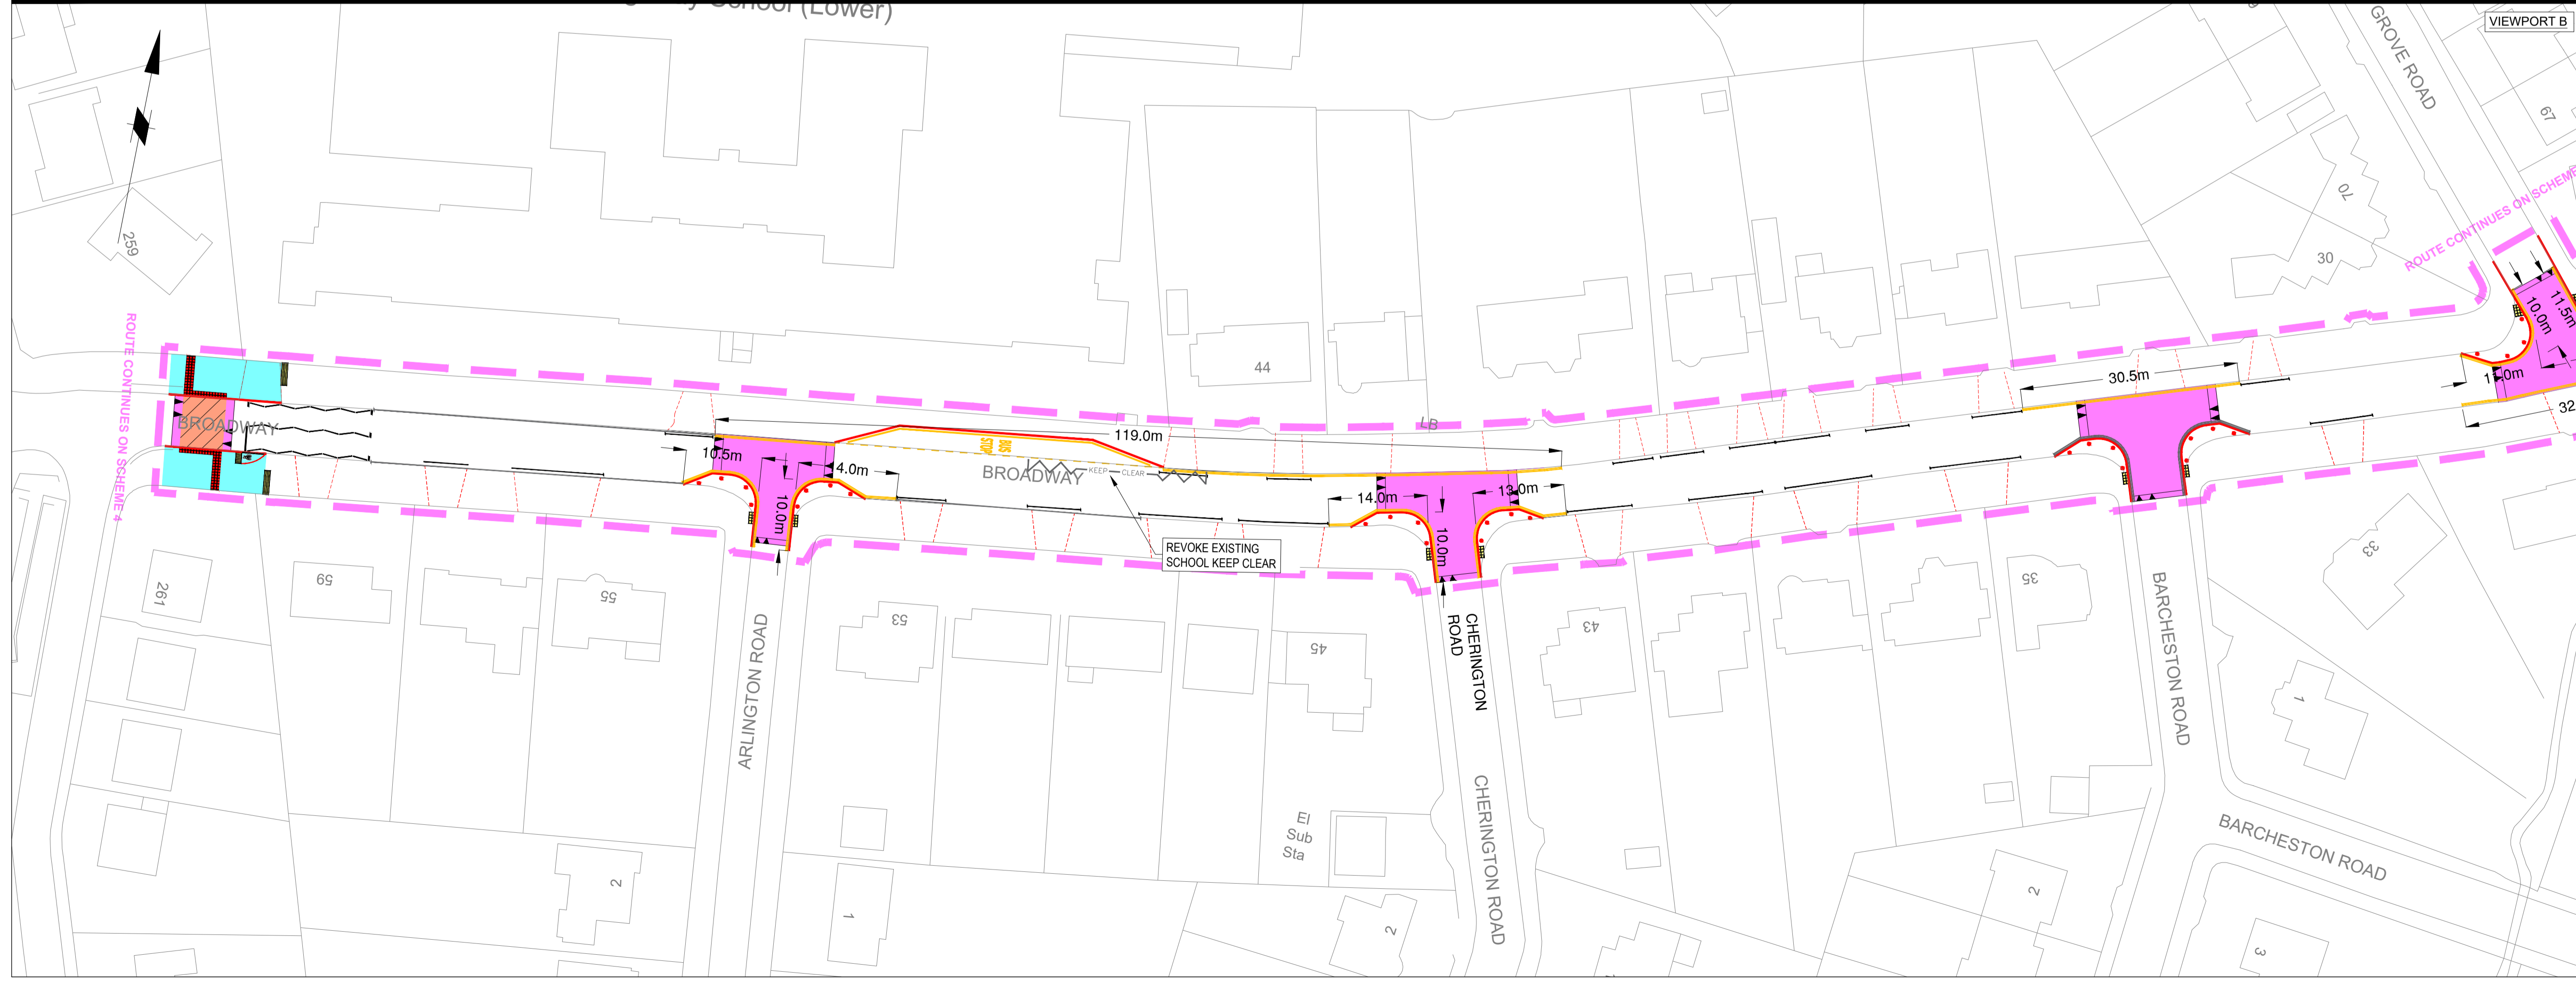 School (Lower)
VIEWPORT B
GROVE ROAD
67
70
30
ROUTE CONTINUES ON SCHEME
259
44
LB
ROUTE CONTINUES ON SCHEME 4
BROADWAY
119.0m
30.5m
10.0m
11.5m
11.0m
32
10.5m
4.0m
BUS
STOP
BROADWAY
KEEP
CLEAR
14.0m
13.0m
10.0m
10.0m
REVOKE EXISTING
SCHOOL KEEP CLEAR
261
59
55
53
45
43
35
33
1
ARLINGTON ROAD
CHERINGTON
ROAD
BARCHESTON ROAD
CHERINGTON ROAD
El
Sub
Sta
BARCHESTON ROAD
2
1
2
2
3